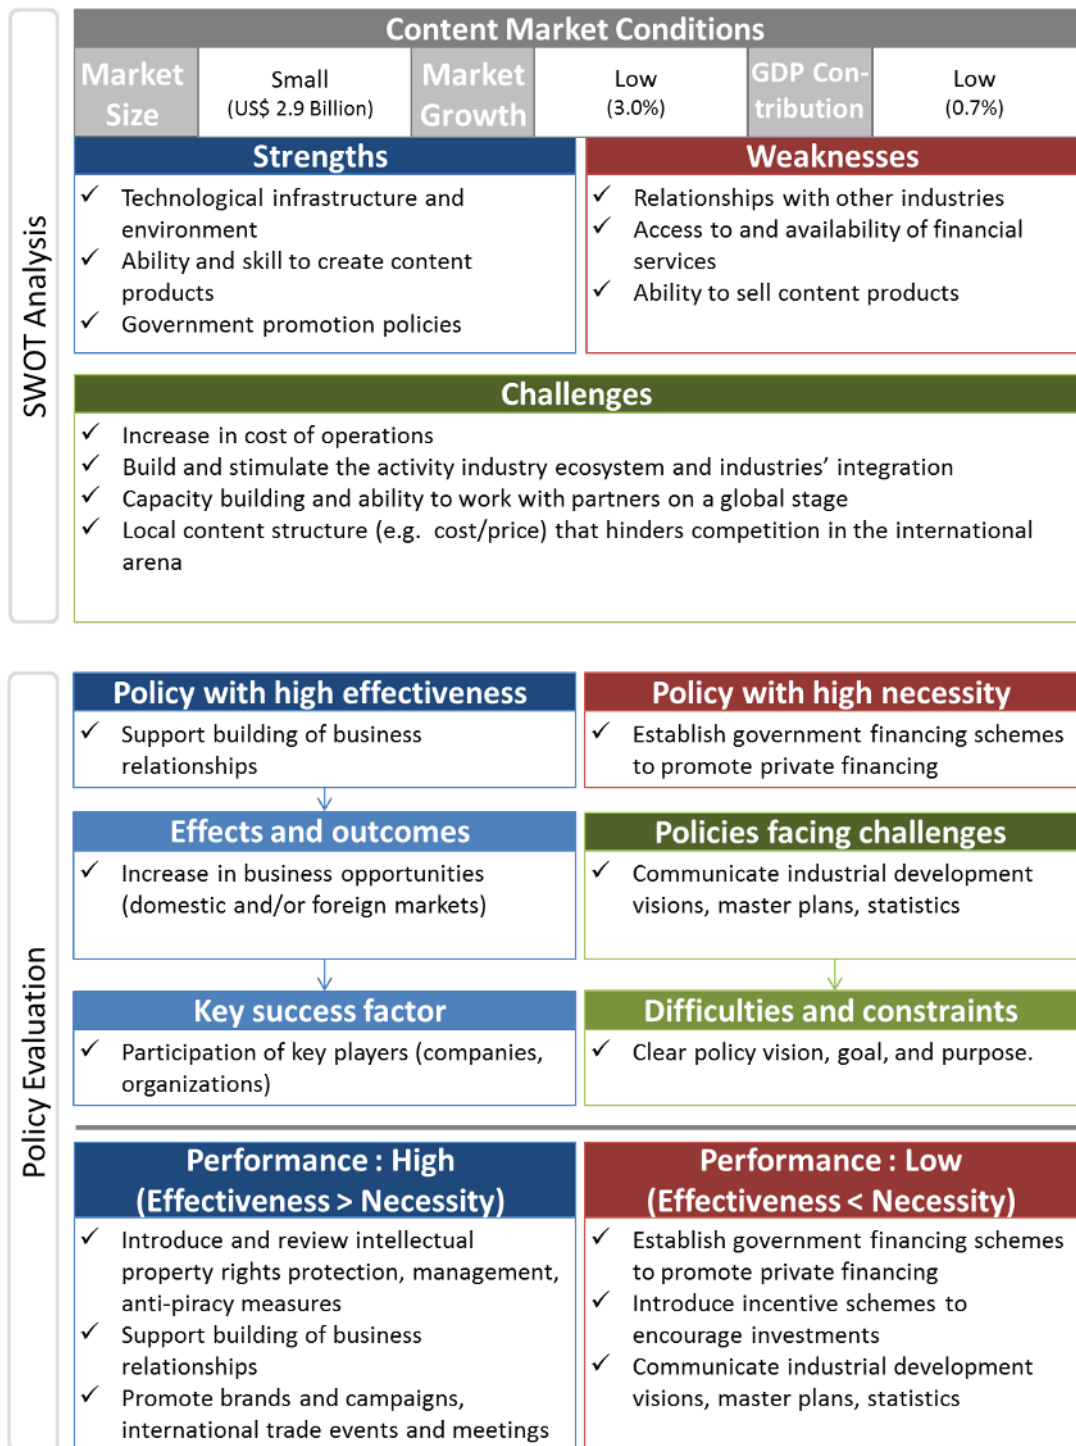 Content Market Conditions
Market Size
Small
(US$ 2.9 Billion)
Market Growth
Low
(3.0%)
GDP Con-
tribution
Low
(0.7%)
SWOT Analysis
Strengths
✓ Technological infrastructure and
environment
✓ Ability and skill to create content
products
✓ Government promotion policies
Weaknesses
✓ Relationships with other industries
✓ Access to and availability of financial
services
✓ Ability to sell content products
Challenges
✓ Increase in cost of operations
✓ Build and stimulate the activity industry ecosystem and industries’ integration
✓ Capacity building and ability to work with partners on a global stage
✓ Local content structure (e.g. cost/price) that hinders competition in the international
arena
Policy Evaluation
Policy with high effectiveness
✓ Support building of business
relationships
Policy with high necessity
✓ Establish government financing schemes
to promote private financing
Effects and outcomes
✓ Increase in business opportunities
(domestic and/or foreign markets)
Policies facing challenges
✓ Communicate industrial development
visions, master plans, statistics
Key success factor
✓ Participation of key players (companies,
organizations)
Difficulties and constraints
✓ Clear policy vision, goal, and purpose.
Performance : High
(Effectiveness > Necessity)
✓ Introduce and review intellectual
property rights protection, management,
anti-piracy measures
✓ Support building of business
relationships
✓ Promote brands and campaigns,
international trade events and meetings
Performance : Low
(Effectiveness < Necessity)
✓ Establish government financing schemes
to promote private financing
✓ Introduce incentive schemes to
encourage investments
✓ Communicate industrial development
visions, master plans, statistics